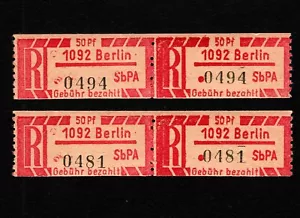 50 Pf 50 Pf
R 1092 Berlin 1092 Berlin
0494 SbPA 0494 SbPA
Gebühr bezahlt Gebühr bezahlt
50 Pf 50 Pf
R 1092 Berlin 1092 Berlin
0481 SbPA 0481 SbPA
Gebühr bezahlt Gebühr bezahlt